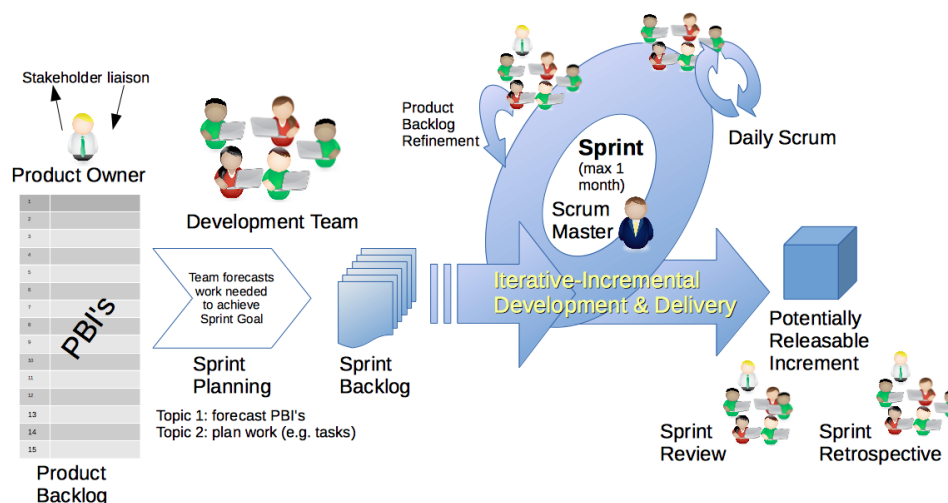 Stakeholder liaison
Product Owner
1
2
3
4
5
6
7
8
9
10
11
12
13
14
15
PBI's
Product
Backlog
Development Team
Team forecasts
work needed
to achieve
Sprint Goal
Sprint
Planning
Topic 1: forecast PBI's
Topic 2: plan work (e.g. tasks)
Sprint
Backlog
Product
Backlog
Refinement
Sprint
(max 1
month)
Scrum
Master
Daily Scrum
Iterative-Incremental
Development & Delivery
Potentially
Releasable
Increment
Sprint
Review
Sprint
Retrospective